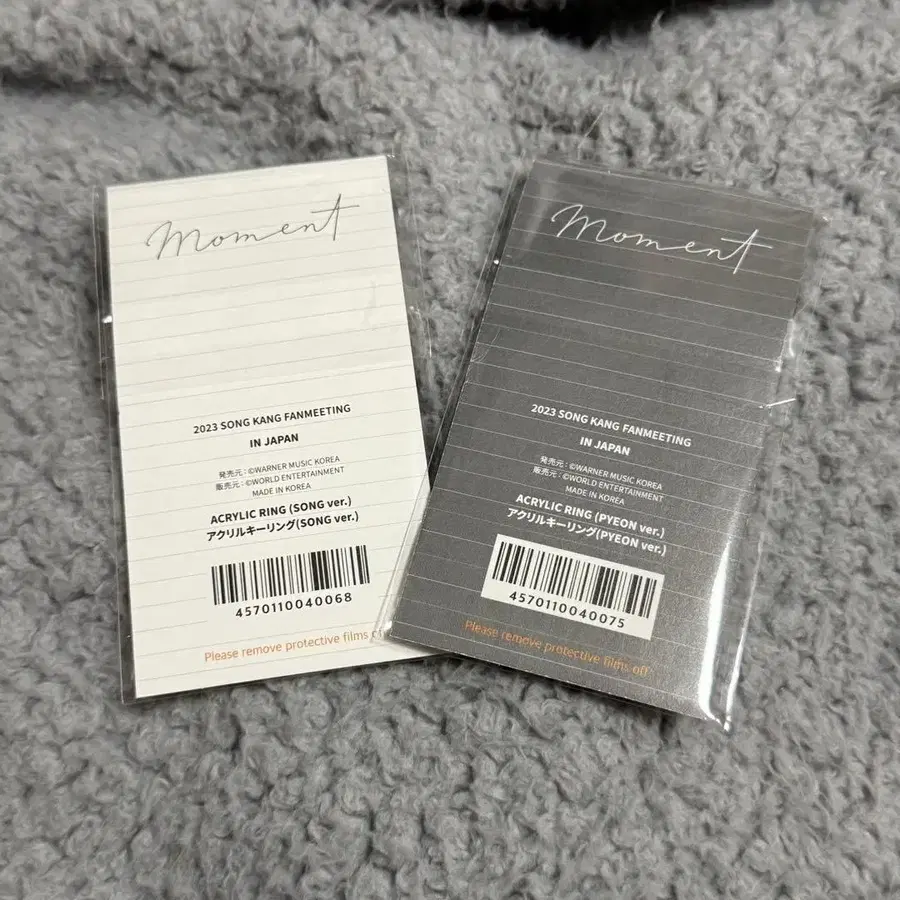 moment
2023 SONG KANG FANMEETING
IN JAPAN
発売元 : ©WARNER MUSIC KOREA
販売元 : ©WORLD ENTERTAINMENT
MADE IN KOREA
ACRYLIC RING (SONG ver.)
アクリルキーリング(SONG ver.)
4570110040068
Please remove protective films
moment
2023 SONG KANG FANMEETING
IN JAPAN
発売元 : ©WARNER MUSIC KOREA
販売元 : ©WORLD ENTERTAINMENT
MADE IN KOREA
ACRYLIC RING (PYEON ver.)
アクリルキーリング(PYEON ver.)
4570110040075
Please remove protective films off